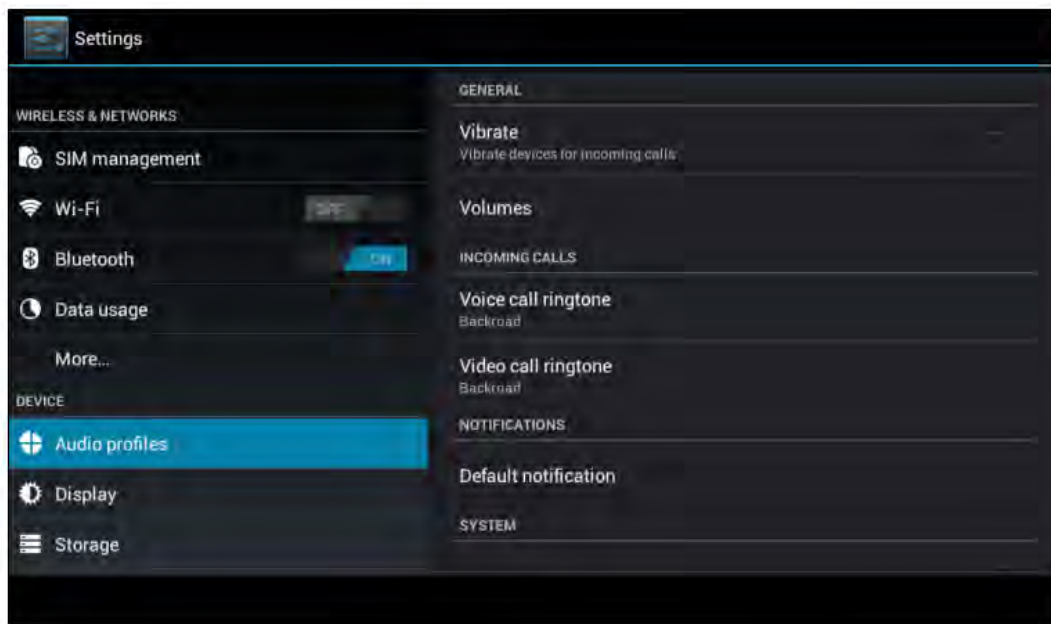 Settings
WIRELESS & NETWORKS
SIM management
Wi-Fi
OFF
Bluetooth
ON
Data usage
More...
DEVICE
Audio profiles
Display
Storage
GENERAL
Vibrate
Vibrate devices for incoming calls
Volumes
INCOMING CALLS
Voice call ringtone
Backroad
Video call ringtone
Backroad
NOTIFICATIONS
Default notification
SYSTEM